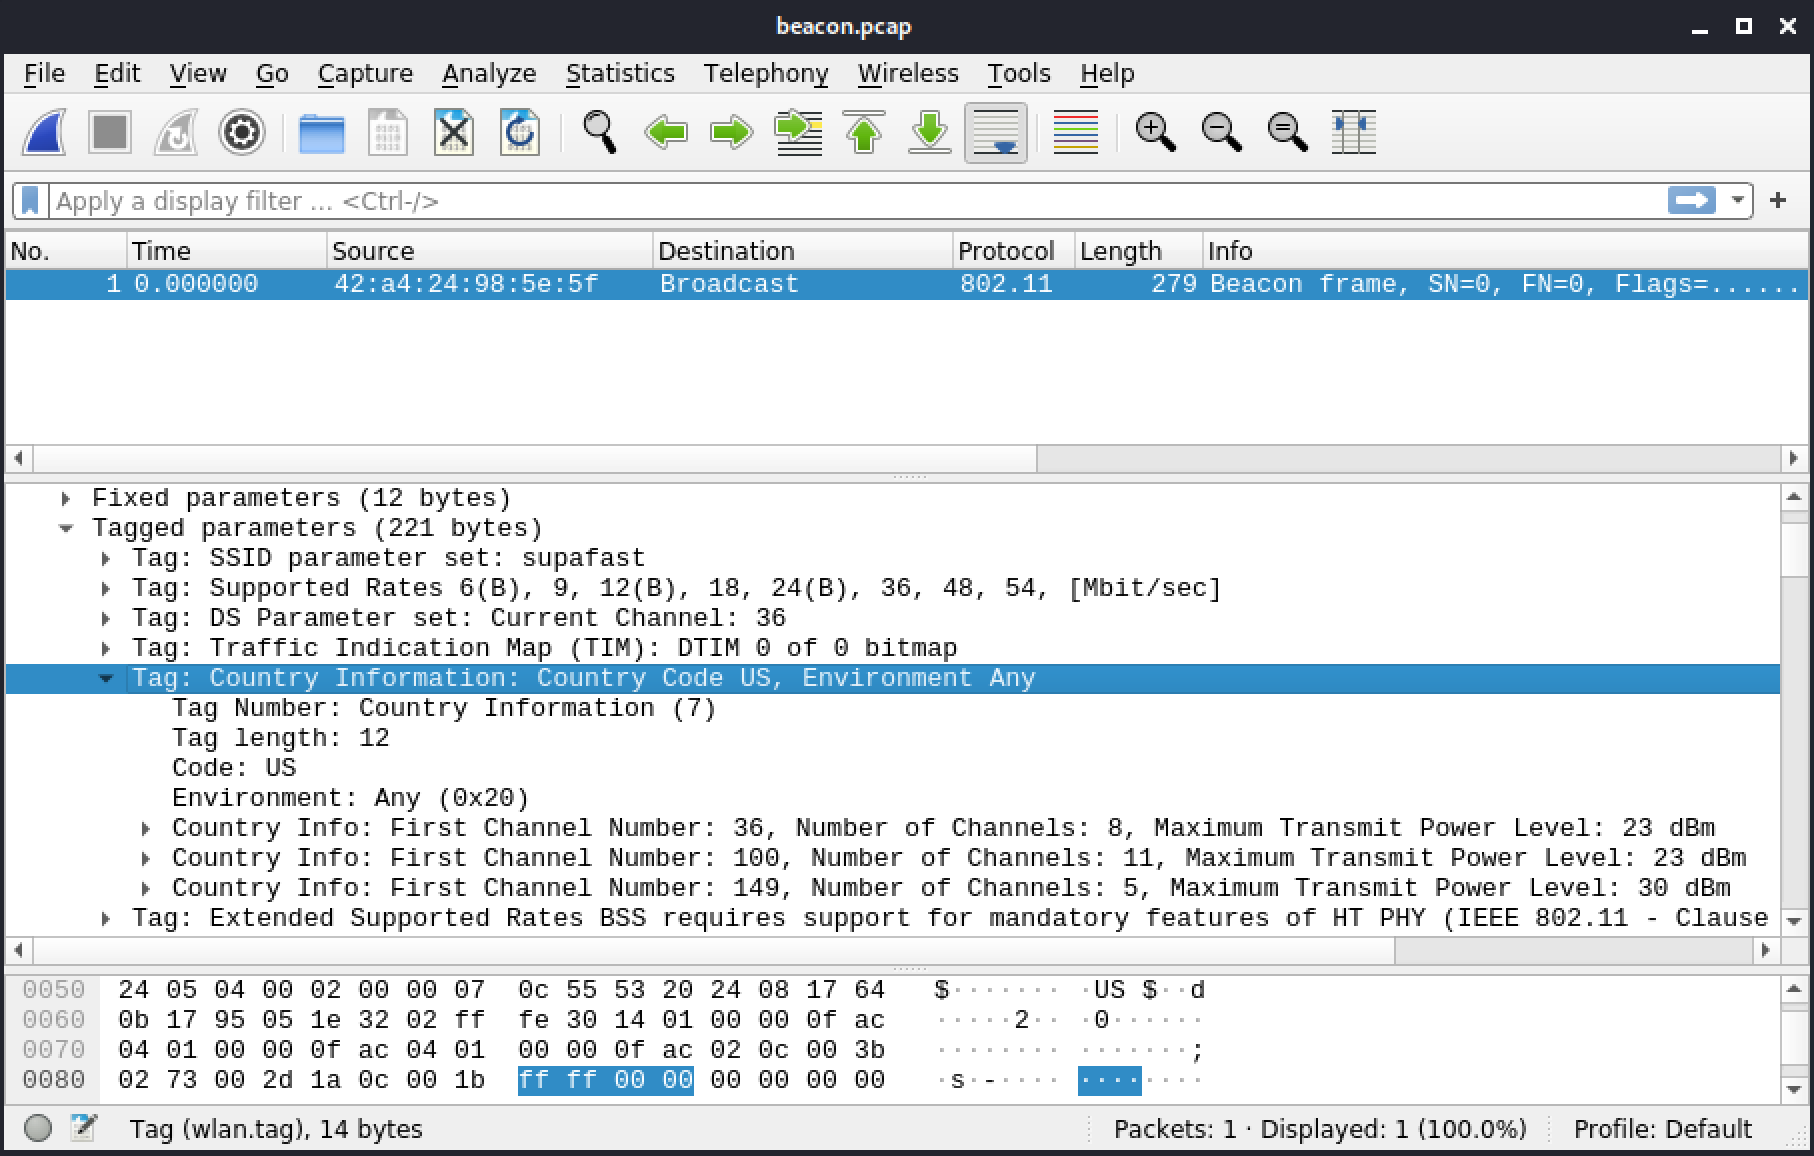 beacon.pcap
File Edit View Go Capture Analyze Statistics Telephony Wireless Tools Help
Apply a display filter ... <Ctrl-/>
No. Time Source Destination Protocol Length Info
1 0.000000 42:a4:24:98:5e:5f Broadcast 802.11 279 Beacon frame, SN=0, FN=0, Flags=......
Fixed parameters (12 bytes)
Tagged parameters (221 bytes)
Tag: SSID parameter set: supafast
Tag: Supported Rates 6(B), 9, 12(B), 18, 24(B), 36, 48, 54, [Mbit/sec]
Tag: DS Parameter set: Current Channel: 36
Tag: Traffic Indication Map (TIM): DTIM 0 of 0 bitmap
Tag: Country Information: Country Code US, Environment Any
Tag Number: Country Information (7)
Tag length: 12
Code: US
Environment: Any (0x20)
Country Info: First Channel Number: 36, Number of Channels: 8, Maximum Transmit Power Level: 23 dBm
Country Info: First Channel Number: 100, Number of Channels: 11, Maximum Transmit Power Level: 23 dBm
Country Info: First Channel Number: 149, Number of Channels: 5, Maximum Transmit Power Level: 30 dBm
Tag: Extended Supported Rates BSS requires support for mandatory features of HT PHY (IEEE 802.11 - Clause
0050 24 05 04 00 02 00 00 07 0c 55 53 20 24 08 17 64 $······· ·US $··d
0060 0b 17 95 05 1e 32 02 ff fe 30 14 01 00 00 0f ac ·····2·· ·0······
0070 04 01 00 00 0f ac 04 01 00 00 0f ac 02 0c 00 3b ········ ·······;
0080 02 73 00 2d 1a 0c 00 1b ff ff 00 00 00 00 00 00 ·s·-···· ········
Tag (wlan.tag), 14 bytes Packets: 1 · Displayed: 1 (100.0%) Profile: Default